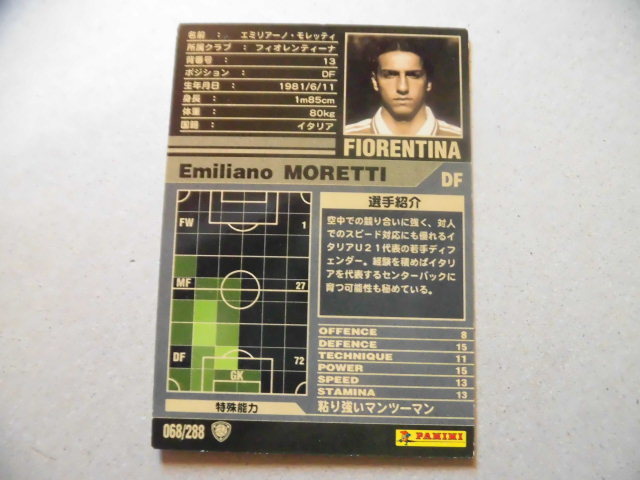 名前 : エミリアーノ・モレッティ
所属クラブ : フィオレンティーナ
背番号 : 13
ポジション : DF
生年月日 : 1981/6/11
身長 : 1m85cm
体重 : 80kg
国籍 : イタリア
FIORENTINA
Emiliano MORETTI
DF
FW 1
MF 27
DF 72
GK
選手紹介
空中での競り合いに強く、対人
でのスピード対応にも優れるイ
タリアU21代表の若手ディフ
ェンダー。経験を積めばイタリ
アを代表するセンターバックに
育つ可能性も秘めている。
OFFENCE 8
DEFENCE 15
TECHNIQUE 11
POWER 15
SPEED 13
STAMINA 13
特殊能力
粘り強いマンツーマン
068/288
PANINI